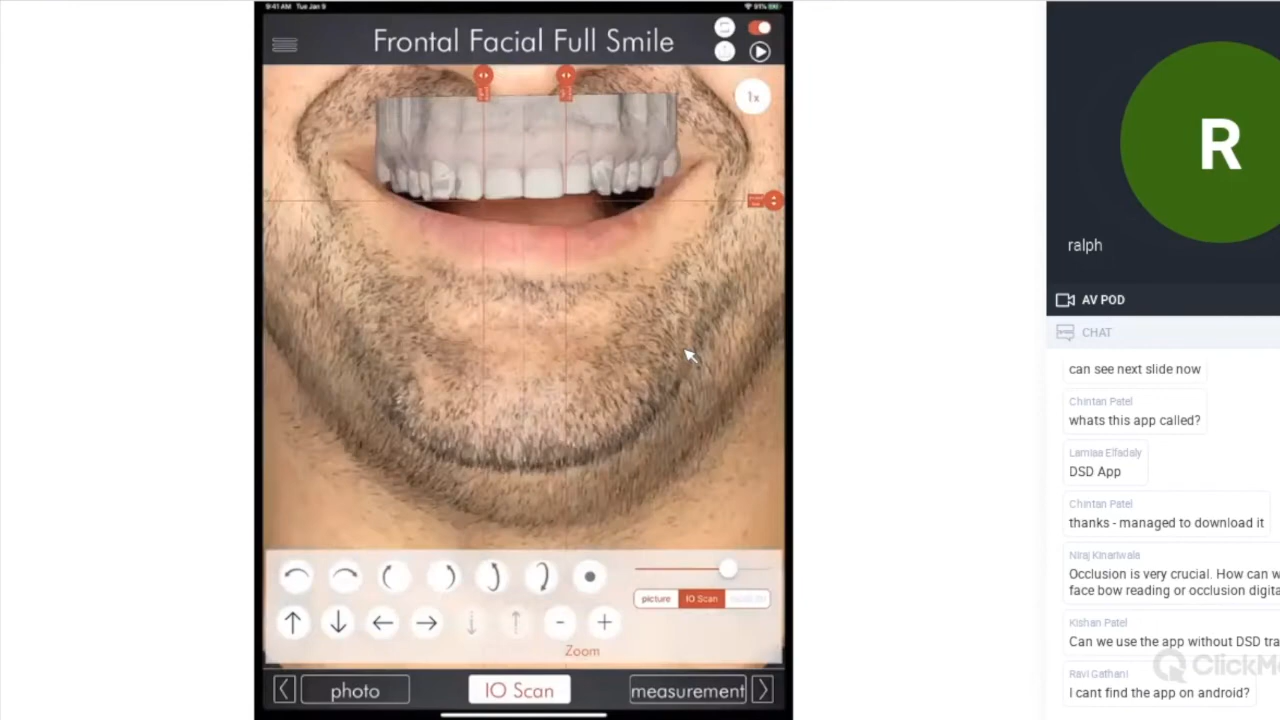 9:41 AM Tue Jan 9
91%
Frontal Facial Full Smile
1x
R
ralph
AV POD
CHAT
can see next slide now
Chintan Patel
whats this app called?
Lamiaa Elfadaly
DSD App
Chintan Patel
thanks - managed to download it
Niraj Kinariwala
Occlusion is very crucial. How can w
face bow reading or occlusion digita
Kishan Patel
Can we use the app without DSD tra
Ravi Gathani
I cant find the app on android?
ClickMe
picture
IO Scan
- +
Zoom
photo
IO Scan
measurement